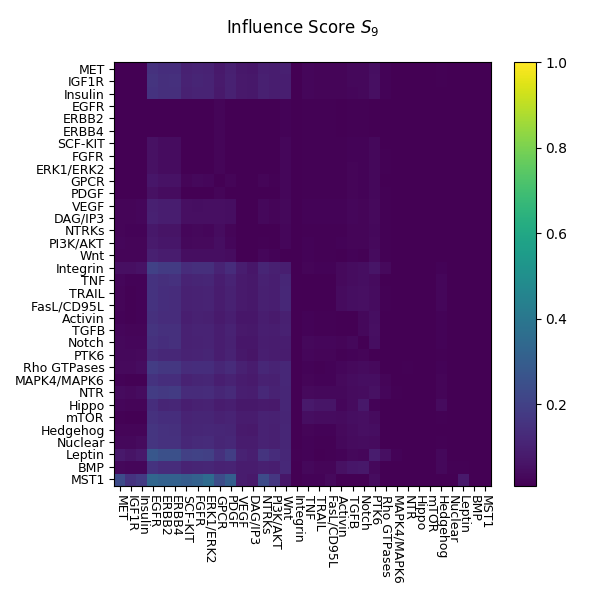 Influence Score S9
MET
IGF1R
Insulin
EGFR
ERBB2
ERBB4
SCF-KIT
FGFR
ERK1/ERK2
GPCR
PDGF
VEGF
DAG/IP3
NTRKs
PI3K/AKT
Wnt
Integrin
TNF
TRAIL
FasL/CD95L
Activin
TGFB
Notch
PTK6
Rho GTPases
MAPK4/MAPK6
NTR
Hippo
mTOR
Hedgehog
Nuclear
Leptin
BMP
MST1
MET
IGF1R
Insulin
EGFR
ERBB2
ERBB4
SCF-KIT
FGFR
ERK1/ERK2
GPCR
PDGF
VEGF
DAG/IP3
NTRKs
PI3K/AKT
Wnt
Integrin
TNF
TRAIL
FasL/CD95L
Activin
TGFB
Notch
PTK6
Rho GTPases
MAPK4/MAPK6
NTR
Hippo
mTOR
Hedgehog
Nuclear
Leptin
BMP
MST1
1.0
0.8
0.6
0.4
0.2